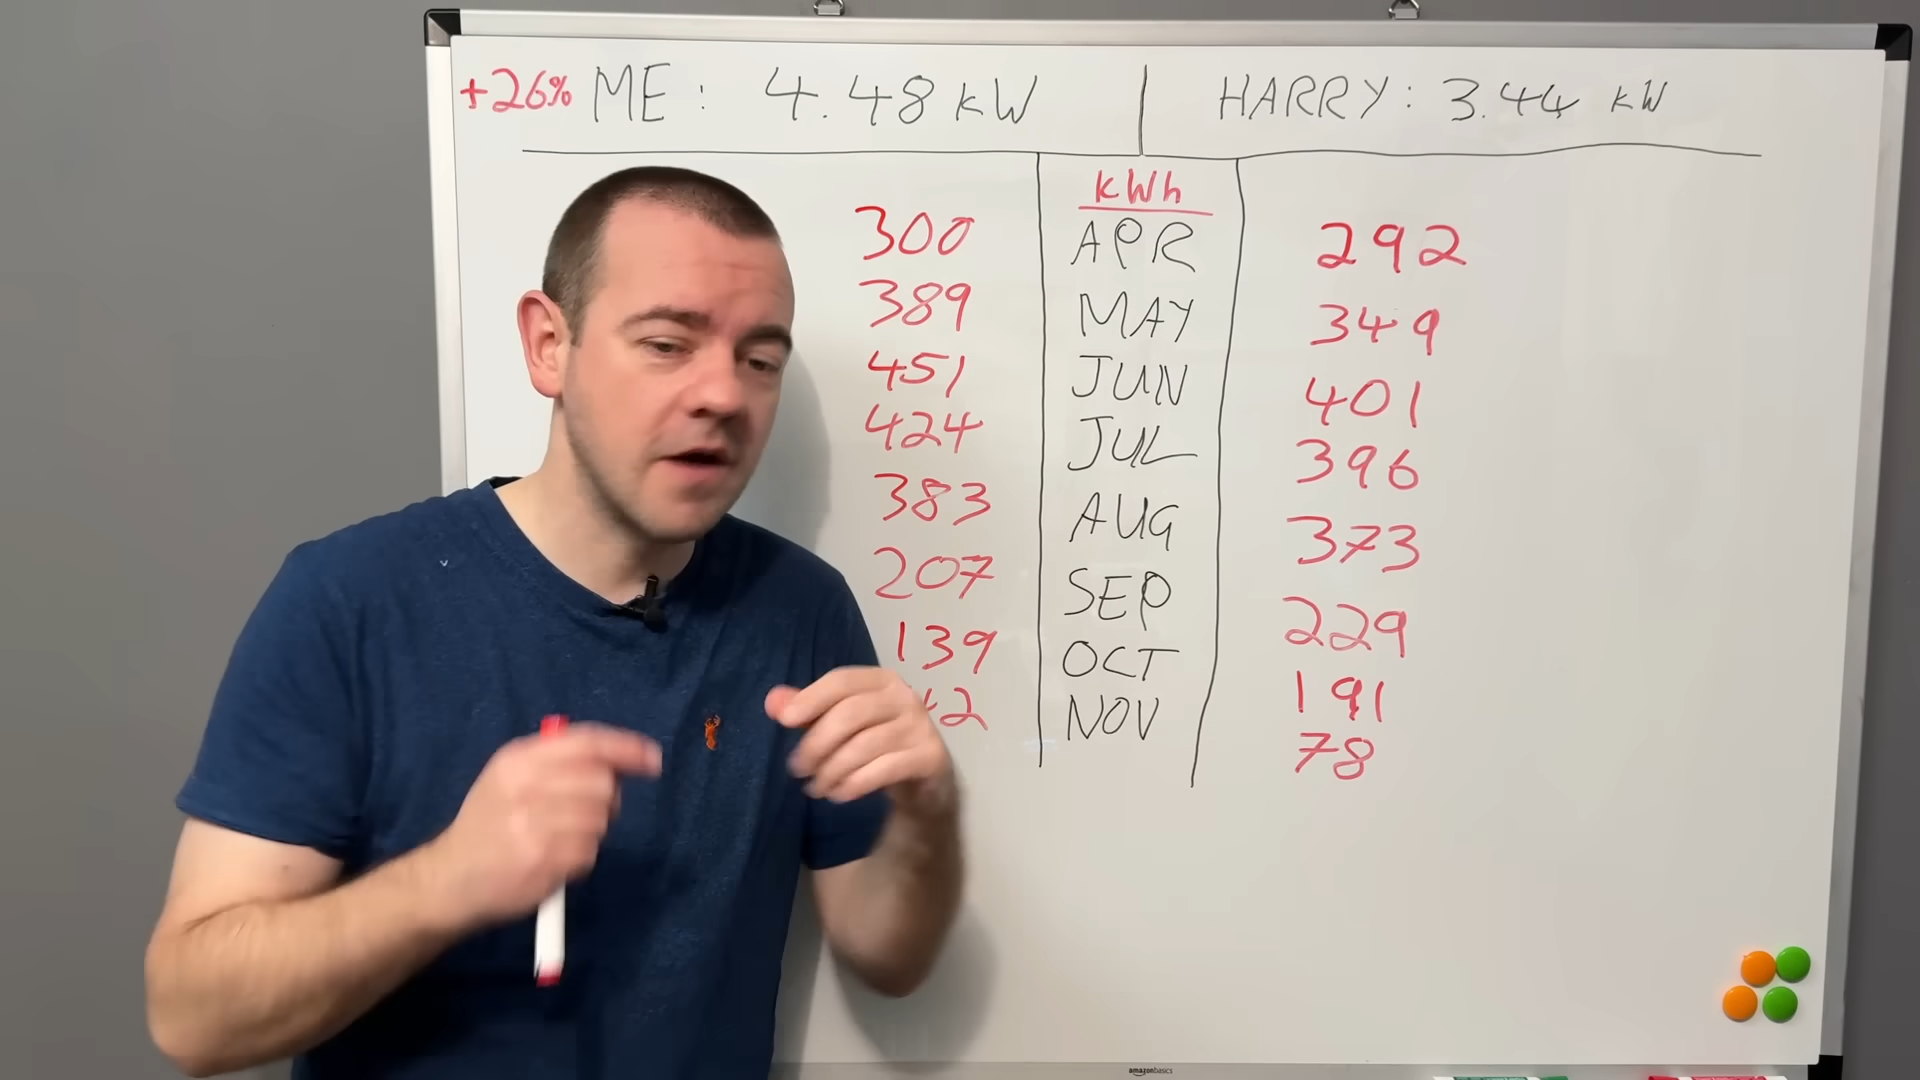 +26% ME: 4.48 kW | HARRY: 3.44 kW
kWh
300 APR 292
389 MAY 349
451 JUN 401
424 JUL 396
383 AUG 373
207 SEP 229
139 OCT 191
NOV 78
amazonbasics